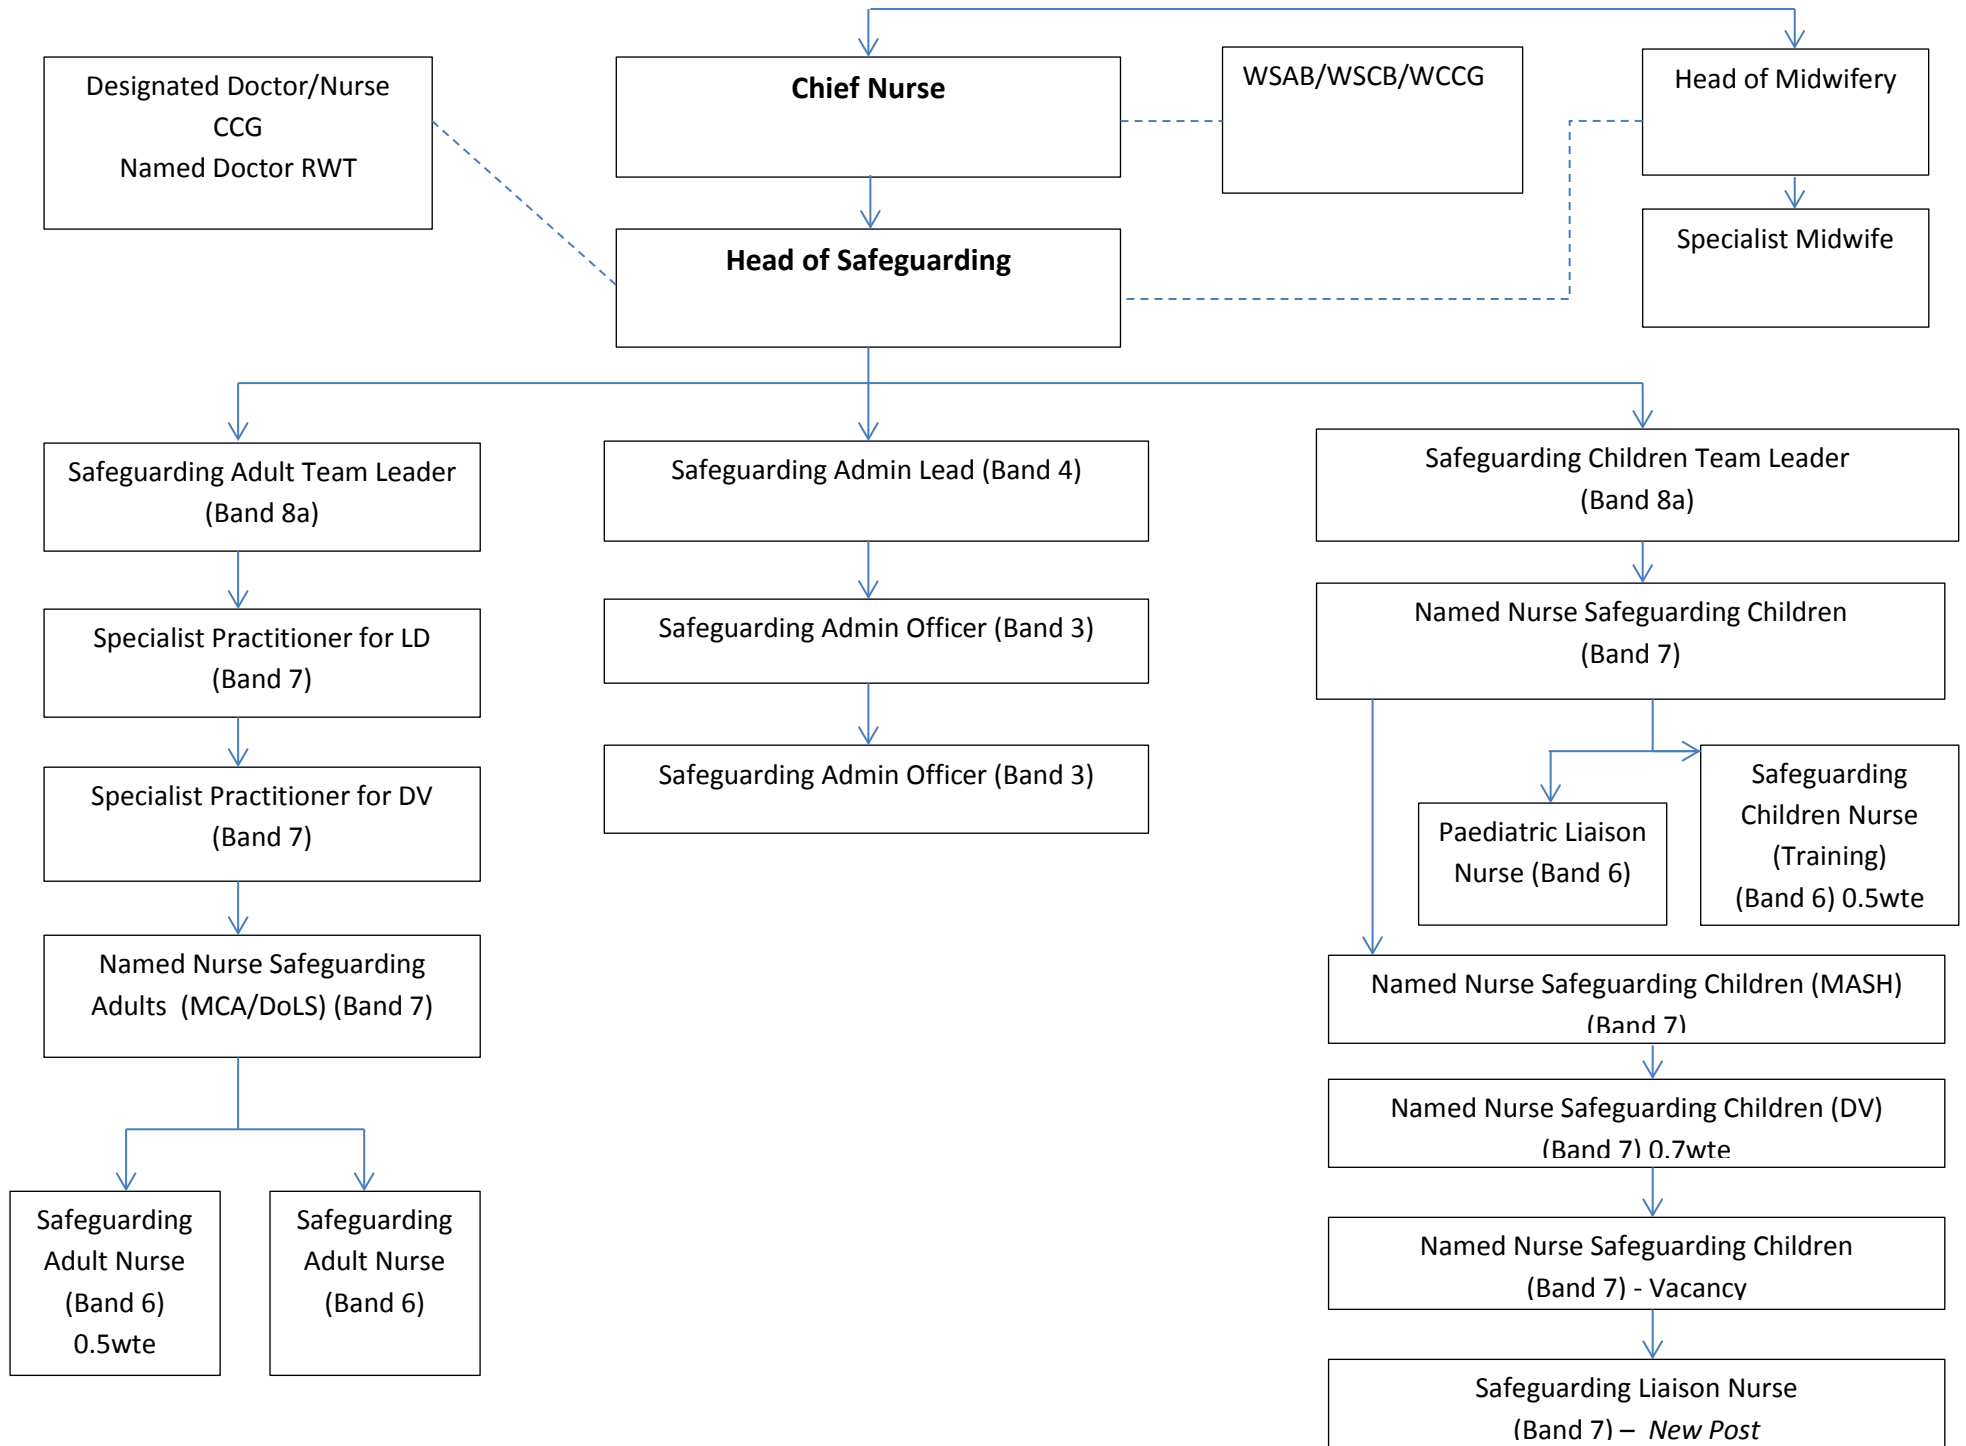 Designated Doctor/Nurse
CCG
Named Doctor RWT
Chief Nurse
WSAB/WSCB/WCCG
Head of Midwifery
Specialist Midwife
Head of Safeguarding
Safeguarding Adult Team Leader
(Band 8a)
Specialist Practitioner for LD
(Band 7)
Specialist Practitioner for DV
(Band 7)
Named Nurse Safeguarding
Adults (MCA/DoLS) (Band 7)
Safeguarding
Adult Nurse
(Band 6)
0.5wte
Safeguarding
Adult Nurse
(Band 6)
Safeguarding Admin Lead (Band 4)
Safeguarding Admin Officer (Band 3)
Safeguarding Admin Officer (Band 3)
Safeguarding Children Team Leader
(Band 8a)
Named Nurse Safeguarding Children
(Band 7)
Paediatric Liaison
Nurse (Band 6)
Safeguarding
Children Nurse
(Training)
(Band 6) 0.5wte
Named Nurse Safeguarding Children (MASH)
(Band 7)
Named Nurse Safeguarding Children (DV)
(Band 7) 0.7wte
Named Nurse Safeguarding Children
(Band 7) - Vacancy
Safeguarding Liaison Nurse
(Band 7) – New Post